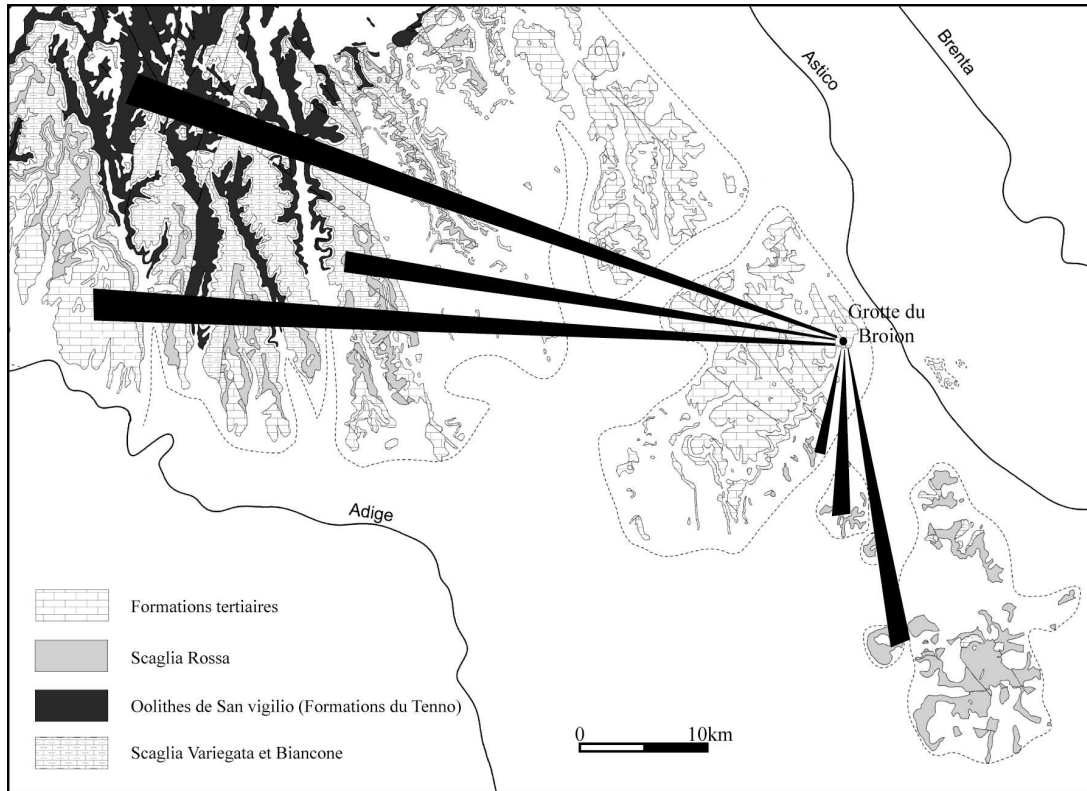 Astico
Brenta
Grotte du
Broion
Adige
Formations tertiaires
Scaglia Rossa
Oolithes de San vigilio (Formations du Tenno)
Scaglia Variegata et Biancone
0 10km